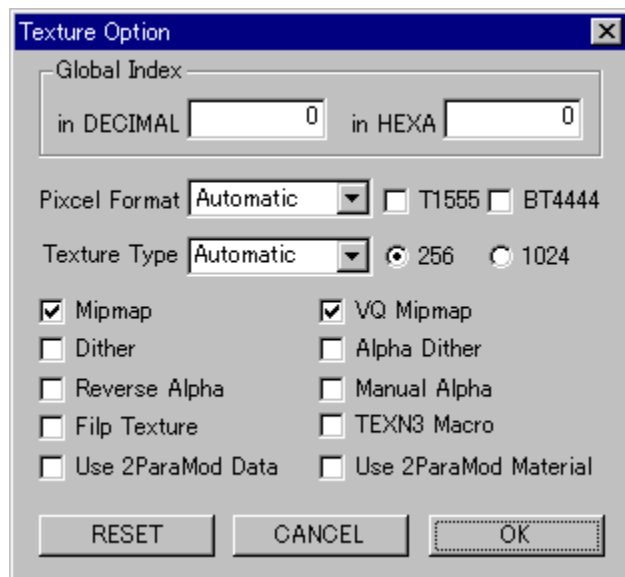 Texture Option
Global Index
in DECIMAL 0 in HEXA 0
Pixcel Format Automatic T1555 BT4444
Texture Type Automatic 256 1024
Mipmap VQ Mipmap
Dither Alpha Dither
Reverse Alpha Manual Alpha
Filp Texture TEXN3 Macro
Use 2ParaMod Data Use 2ParaMod Material
RESET CANCEL OK